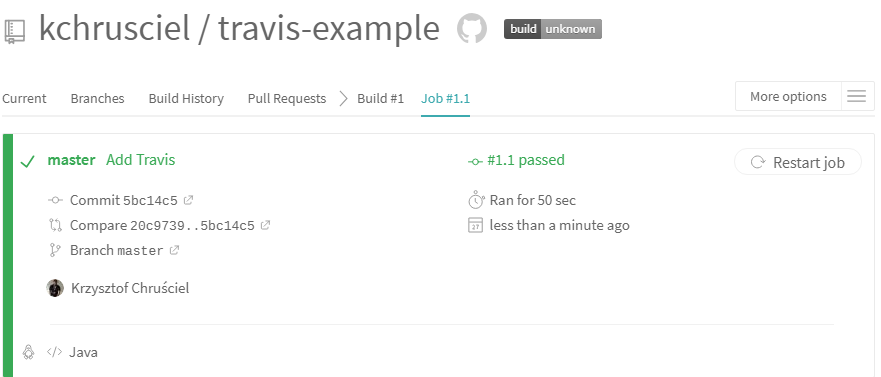 kchrusciel / travis-example build unknown
Current Branches Build History Pull Requests Build #1 Job #1.1 More options
master Add Travis #1.1 passed Restart job
Commit 5bc14c5 Ran for 50 sec
Compare 20c9739..5bc14c5 less than a minute ago
Branch master
Krzysztof Chruściel
</> Java